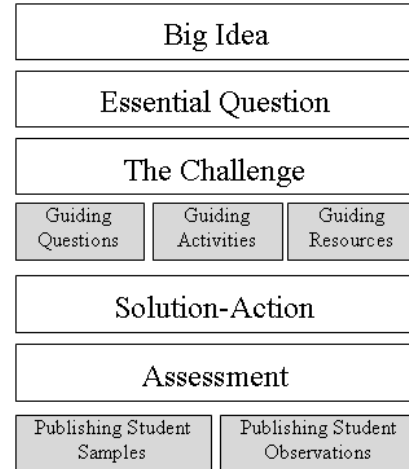 Big Idea
Essential Question
The Challenge
Guiding
Questions
Guiding
Activities
Guiding
Resources
Solution-Action
Assessment
Publishing Student
Samples
Publishing Student
Observations